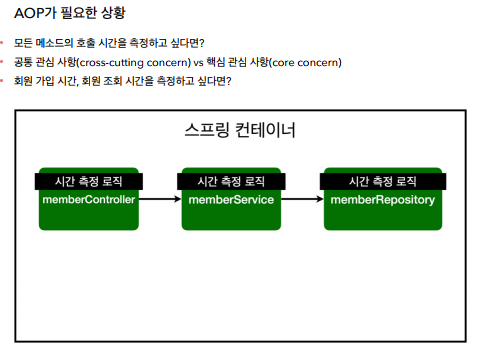 AOP가 필요한 상황
모든 메소드의 호출 시간을 측정하고 싶다면?
공통 관심 사항(cross-cutting concern) vs 핵심 관심 사항(core concern)
회원 가입 시간, 회원 조회 시간을 측정하고 싶다면?
스프링 컨테이너
시간 측정 로직 시간 측정 로직 시간 측정 로직
memberController memberService memberRepository